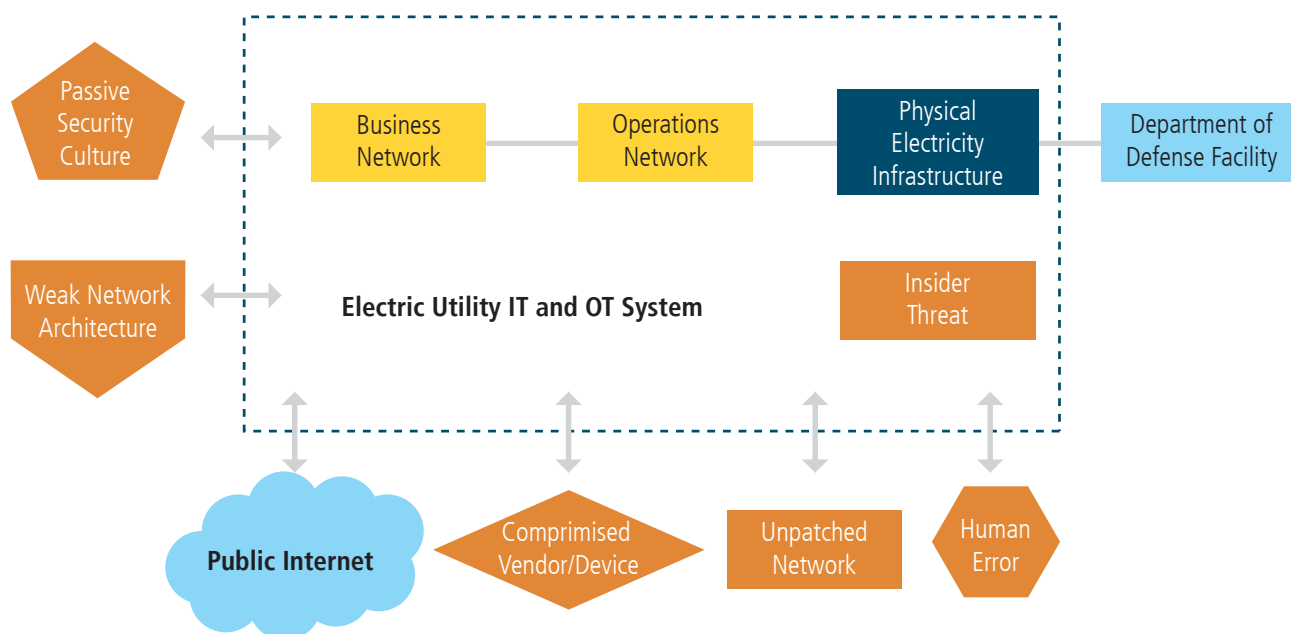 Passive
Security
Culture
Business
Network
Operations
Network
Physical
Electricity
Infrastructure
Department of
Defense Facility
Weak Network
Architecture
Electric Utility IT and OT System
Insider
Threat
Public Internet
Comprimised
Vendor/Device
Unpatched
Network
Human
Error